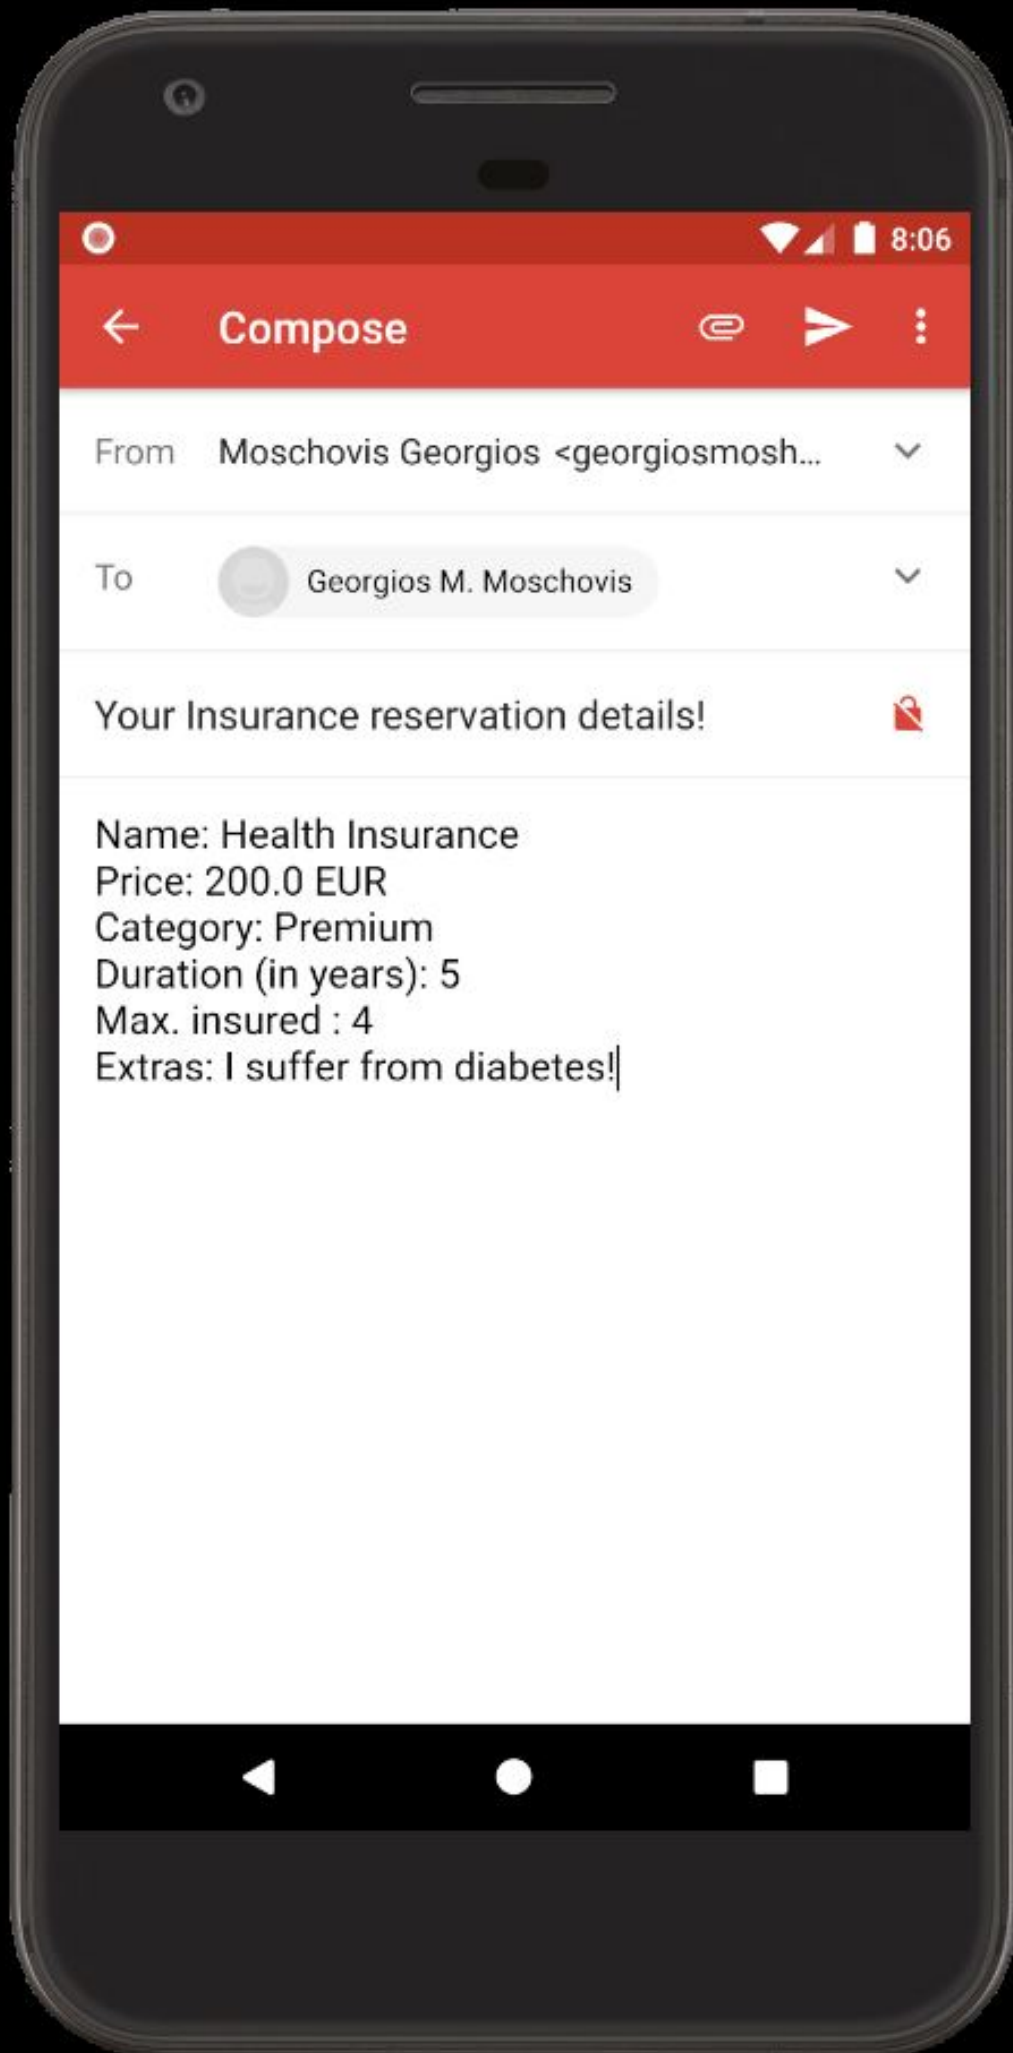 8:06
Compose
From Moschovis Georgios <georgiosmosh...
To Georgios M. Moschovis
Your Insurance reservation details!
Name: Health Insurance
Price: 200.0 EUR
Category: Premium
Duration (in years): 5
Max. insured : 4
Extras: I suffer from diabetes!